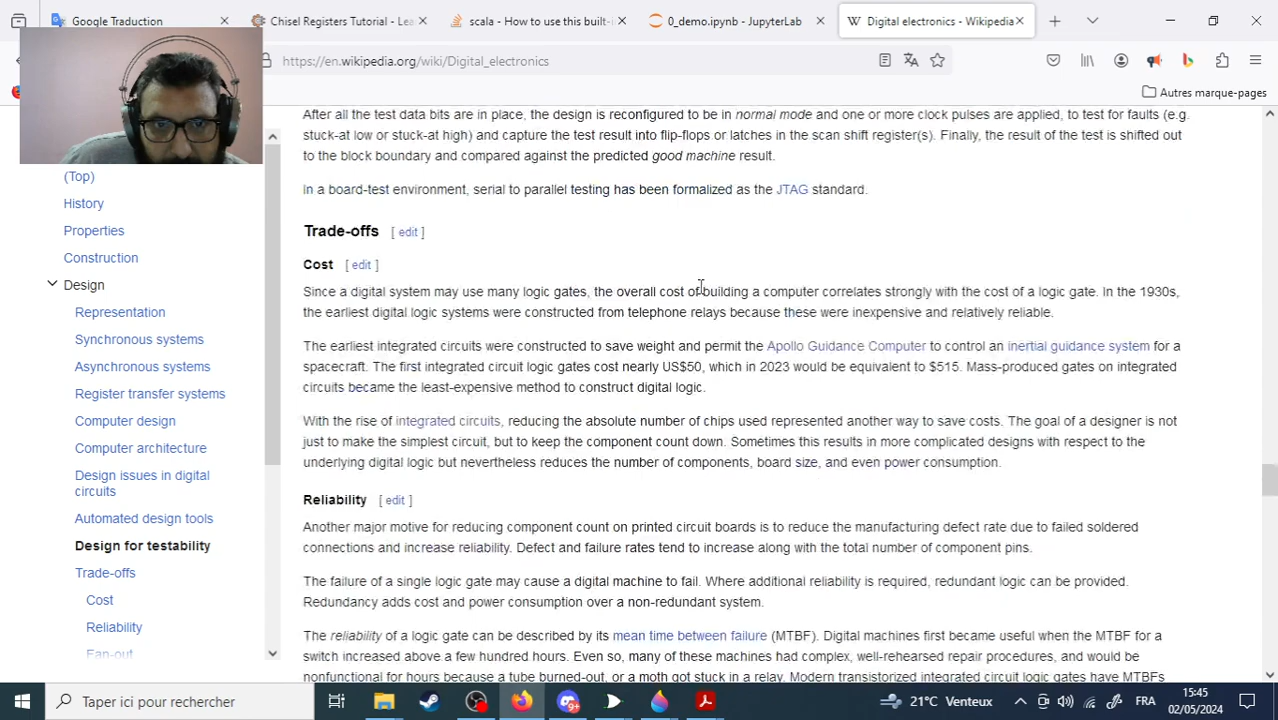 Google Traduction
Chisel Registers Tutorial - Lea
scala - How to use this built-i
0_demo.ipynb - JupyterLab
Digital electronics - Wikipedia
https://en.wikipedia.org/wiki/Digital_electronics
Autres marque-pages
(Top)
History
Properties
Construction
Design
Representation
Synchronous systems
Asynchronous systems
Register transfer systems
Computer design
Computer architecture
Design issues in digital
circuits
Automated design tools
Design for testability
Trade-offs
Cost
Reliability
Fan-out
After all the test data bits are in place, the design is reconfigured to be in normal mode and one or more clock pulses are applied, to test for faults (e.g.
stuck-at low or stuck-at high) and capture the test result into flip-flops or latches in the scan shift register(s). Finally, the result of the test is shifted out
to the block boundary and compared against the predicted good machine result.
In a board-test environment, serial to parallel testing has been formalized as the JTAG standard.
Trade-offs [ edit ]
Cost [ edit ]
Since a digital system may use many logic gates, the overall cost of building a computer correlates strongly with the cost of a logic gate. In the 1930s,
the earliest digital logic systems were constructed from telephone relays because these were inexpensive and relatively reliable.
The earliest integrated circuits were constructed to save weight and permit the Apollo Guidance Computer to control an inertial guidance system for a
spacecraft. The first integrated circuit logic gates cost nearly US$50, which in 2023 would be equivalent to $515. Mass-produced gates on integrated
circuits became the least-expensive method to construct digital logic.
With the rise of integrated circuits, reducing the absolute number of chips used represented another way to save costs. The goal of a designer is not
just to make the simplest circuit, but to keep the component count down. Sometimes this results in more complicated designs with respect to the
underlying digital logic but nevertheless reduces the number of components, board size, and even power consumption.
Reliability [ edit ]
Another major motive for reducing component count on printed circuit boards is to reduce the manufacturing defect rate due to failed soldered
connections and increase reliability. Defect and failure rates tend to increase along with the total number of component pins.
The failure of a single logic gate may cause a digital machine to fail. Where additional reliability is required, redundant logic can be provided.
Redundancy adds cost and power consumption over a non-redundant system.
The reliability of a logic gate can be described by its mean time between failure (MTBF). Digital machines first became useful when the MTBF for a
switch increased above a few hundred hours. Even so, many of these machines had complex, well-rehearsed repair procedures, and would be
nonfunctional for hours because a tube burned-out, or a moth got stuck in a relay. Modern transistorized integrated circuit logic gates have MTBFs
Taper ici pour rechercher
21°C Venteux
FRA
15:45
02/05/2024